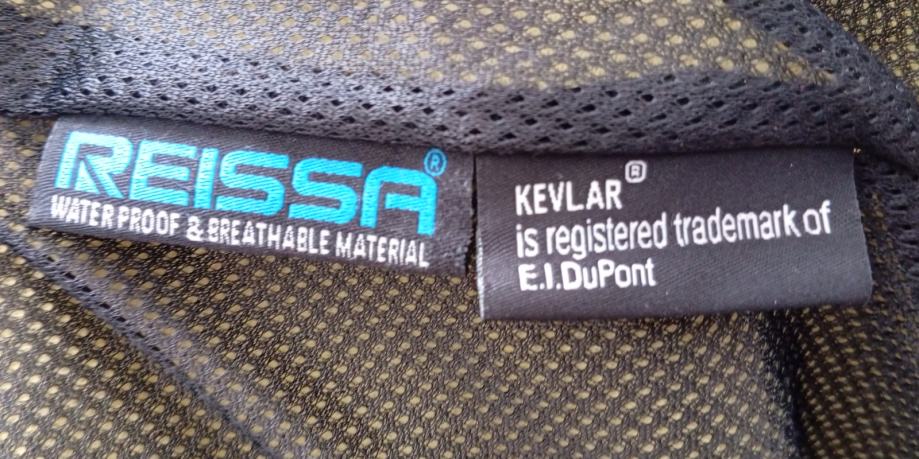 REISSA®
WATER PROOF & BREATHABLE MATERIAL
KEVLAR®
is registered trademark of
E.I.DuPont